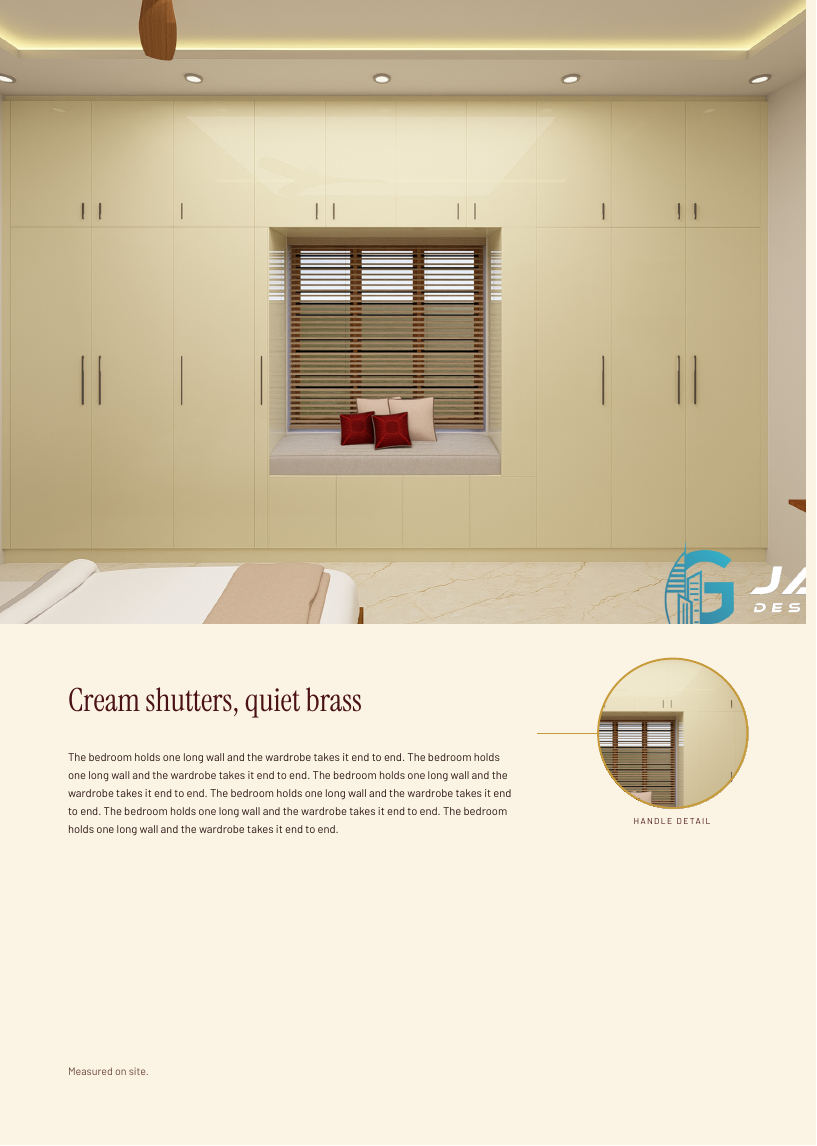 G JA
DES
Cream shutters, quiet brass
The bedroom holds one long wall and the wardrobe takes it end to end. The bedroom holds
one long wall and the wardrobe takes it end to end. The bedroom holds one long wall and the
wardrobe takes it end to end. The bedroom holds one long wall and the wardrobe takes it end
to end. The bedroom holds one long wall and the wardrobe takes it end to end. The bedroom
holds one long wall and the wardrobe takes it end to end.
HANDLE DETAIL
Measured on site.